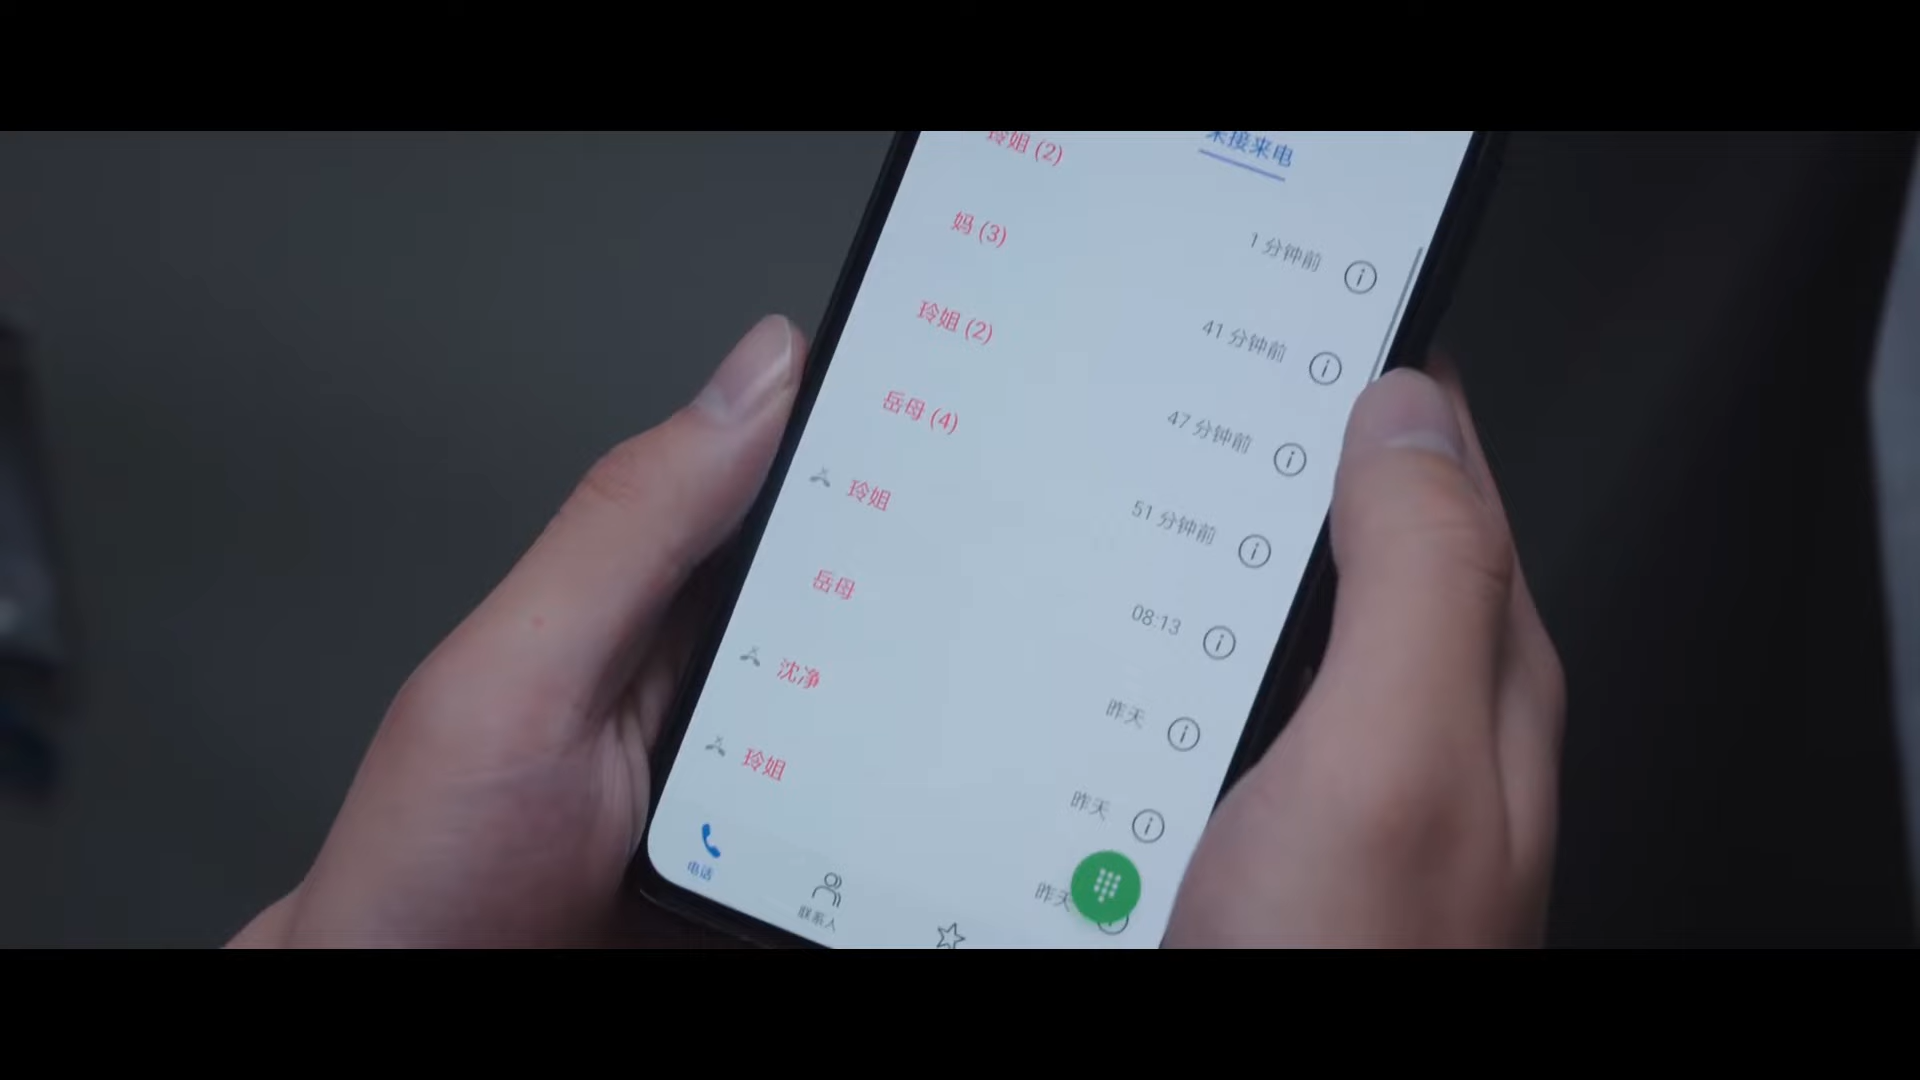 未接来电
玲姐 (2) 1 分钟前
妈 (3) 41 分钟前
玲姐 (2) 47 分钟前
岳母 (4) 51 分钟前
玲姐 08:13
岳母 昨天
沈净 昨天
玲姐 昨天
电话 联系人